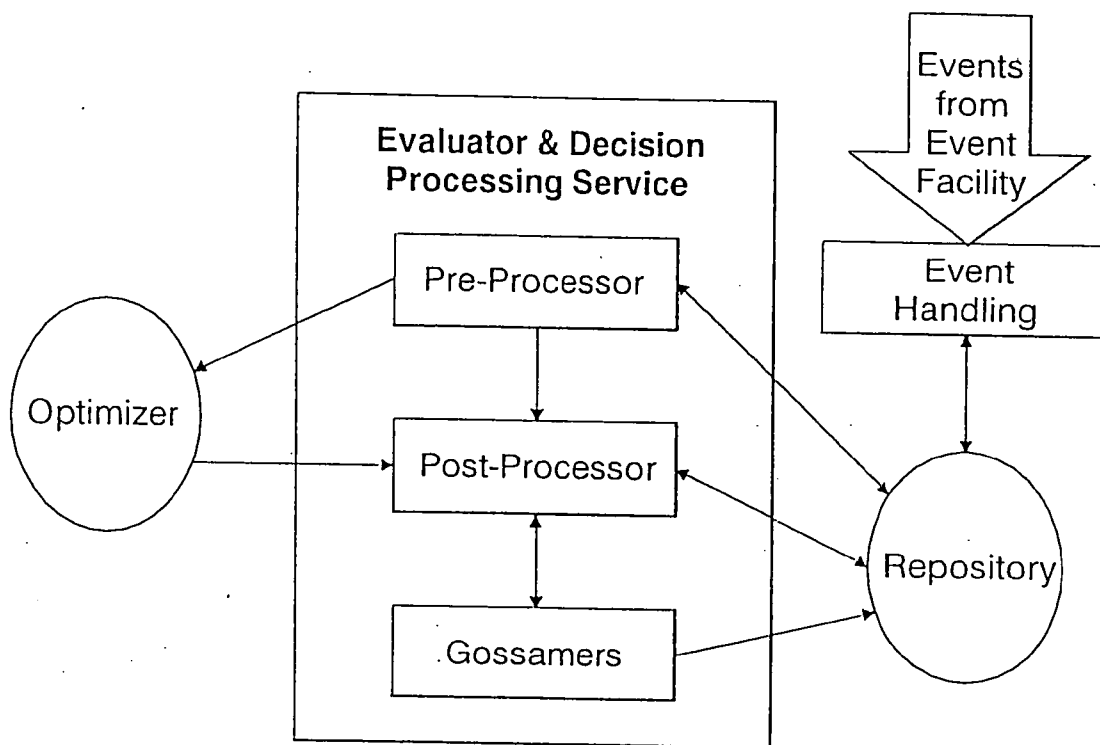 Events
from
Event
Facility
Evaluator & Decision
Processing Service
Pre-Processor
Event
Handling
Optimizer
Post-Processor
Repository
Gossamers